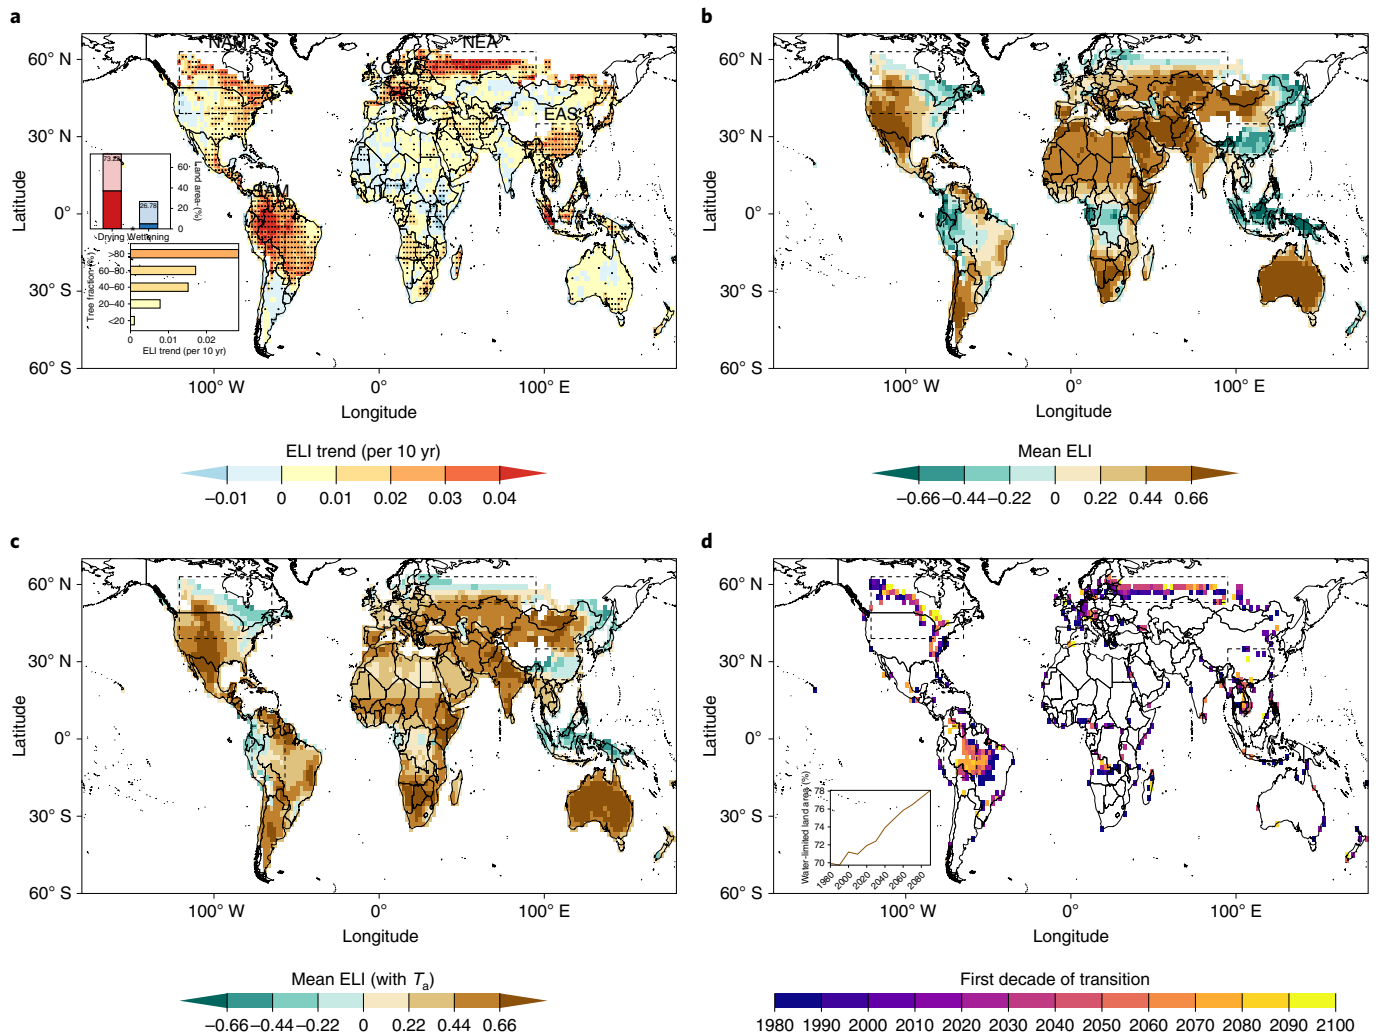 a
60° N
30° N
0°
30° S
60° S
Latitude
NAM
NEA
EAS
73.22
26.78
60
40
20
0
Land area (%)
Drying Wettening
>80
60–80
40–60
20–40
<20
Tree fraction (%)
0 0.01 0.02
ELI trend (per 10 yr)
100° W 0° 100° E
Longitude
ELI trend (per 10 yr)
−0.01 0 0.01 0.02 0.03 0.04
b
60° N
30° N
0°
30° S
60° S
Latitude
100° W 0° 100° E
Longitude
Mean ELI
−0.66 −0.44 −0.22 0 0.22 0.44 0.66
c
60° N
30° N
0°
30° S
60° S
Latitude
100° W 0° 100° E
Longitude
Mean ELI (with Ta)
−0.66 −0.44 −0.22 0 0.22 0.44 0.66
d
60° N
30° N
0°
30° S
60° S
Latitude
78
76
74
72
70
Water-limited land area (%)
1980 2000 2020 2040 2060 2080
100° W 0° 100° E
Longitude
First decade of transition
1980 1990 2000 2010 2020 2030 2040 2050 2060 2070 2080 2090 2100